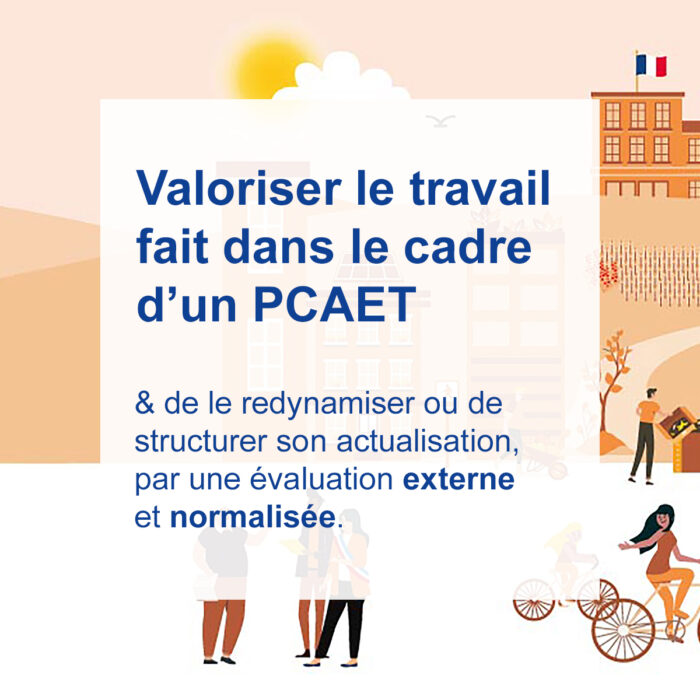 Valoriser le travail
fait dans le cadre
d’un PCAET
& de le redynamiser ou de
structurer son actualisation,
par une évaluation externe
et normalisée.